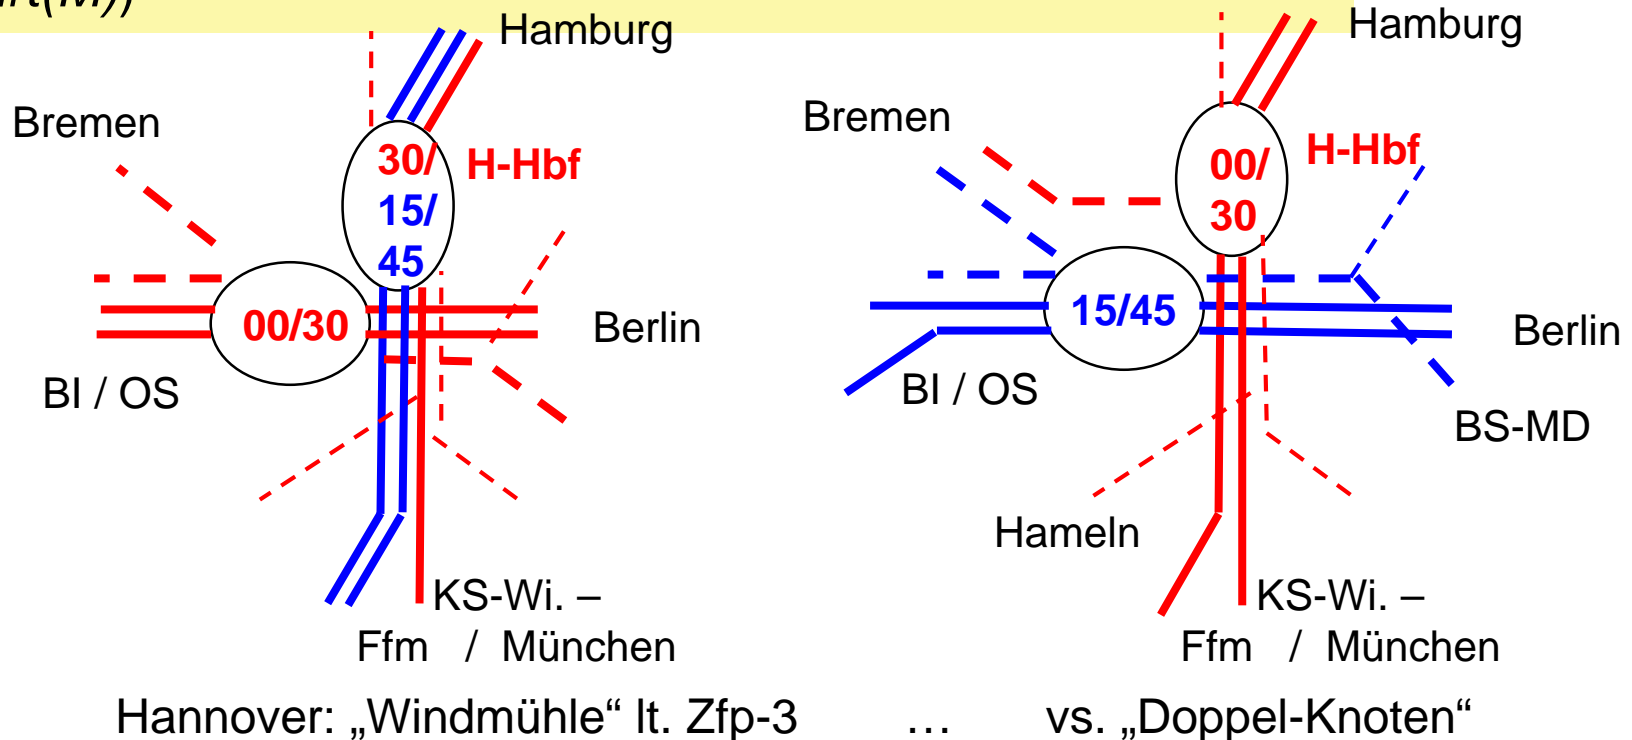 Hamburg
Bremen
30/
H-Hbf
15/
45
00/30
Berlin
BI / OS
KS-Wi. –
Ffm / München
Hamburg
Bremen
00/
H-Hbf
30
15/45
Berlin
BI / OS
BS-MD
Hameln
KS-Wi. –
Ffm / München
Hannover: „Windmühle“ lt. Zfp-3 … vs. „Doppel-Knoten“